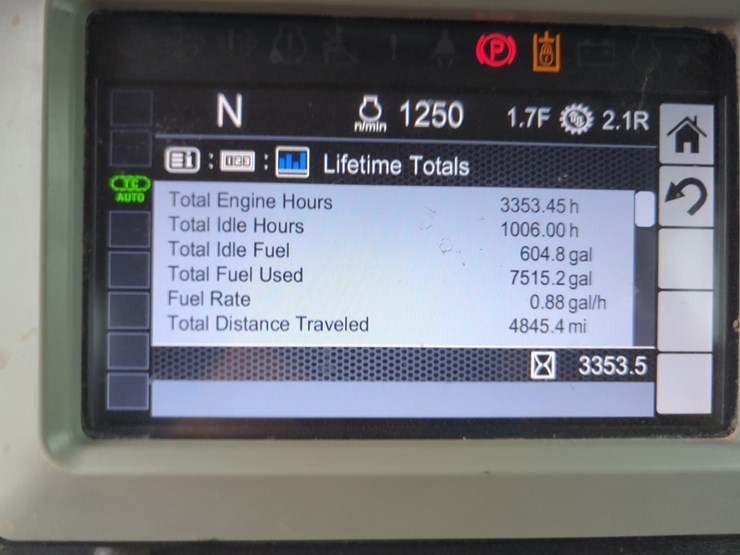 P
N n/min 1250 1.7F 2.1R
i : 000 : Lifetime Totals
TC
AUTO
Total Engine Hours 3353.45 h
Total Idle Hours 1006.00 h
Total Idle Fuel 604.8 gal
Total Fuel Used 7515.2 gal
Fuel Rate 0.88 gal/h
Total Distance Traveled 4845.4 mi
3353.5